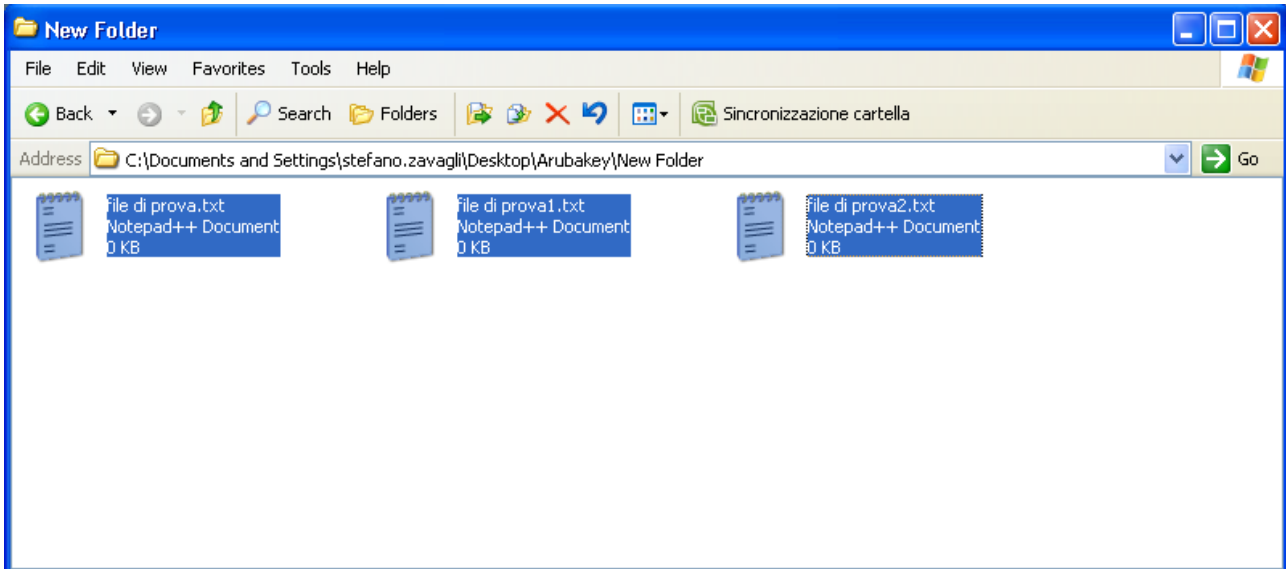 New Folder
File Edit View Favorites Tools Help
Back Search Folders Sincronizzazione cartella
Address C:\Documents and Settings\stefano.zavagli\Desktop\Arubakey\New Folder Go
file di prova.txt
Notepad++ Document
0 KB
file di prova1.txt
Notepad++ Document
0 KB
file di prova2.txt
Notepad++ Document
0 KB